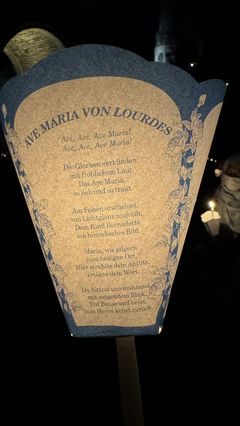 AVE MARIA VON LOURDES
Ave, Ave, Ave Maria!
Ave, Ave, Ave Maria!
Die Glocken verkünden
mit fröhlichem Laut
Das Ave Maria,
so lieb und so traut.
Am Felsen erscheinet,
von Lichtglanz umhüllt,
Dem Kind Bernadette
ein himmlisches Bild.
Maria, wir pilgern
zum heiligen Ort,
Hier strahlte dein Antlitz,
ertönte dein Wort.
Du bittest uns mahnend
mit sorgendem Blick,
Tut Busse und betet,
zum Herrn kehrt zurück.